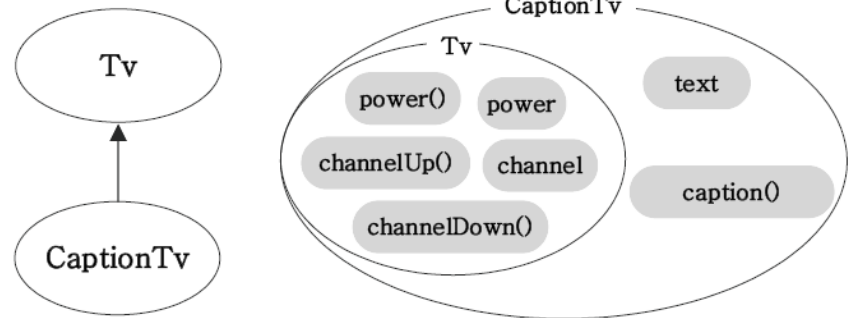 Tv
CaptionTv
CaptionTv
Tv
power()
power
channelUp()
channel
channelDown()
text
caption()